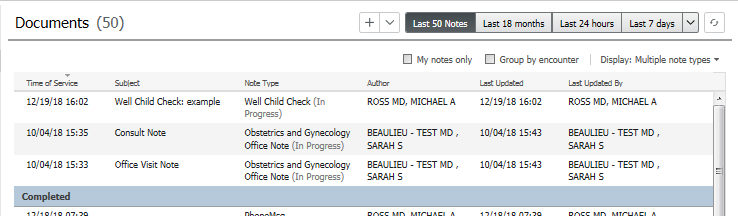 Documents (50)
Last 50 Notes Last 18 months Last 24 hours Last 7 days
My notes only Group by encounter Display: Multiple note types
Time of Service Subject Note Type Author Last Updated Last Updated By
12/19/18 16:02 Well Child Check: example Well Child Check (In Progress) ROSS MD, MICHAEL A 12/19/18 16:02 ROSS MD, MICHAEL A
10/04/18 15:35 Consult Note Obstetrics and Gynecology Office Note (In Progress) BEAULIEU - TEST MD , SARAH S 10/04/18 15:43 BEAULIEU - TEST MD , SARAH S
10/04/18 15:33 Office Visit Note Obstetrics and Gynecology Office Note (In Progress) BEAULIEU - TEST MD , SARAH S 10/04/18 15:43 BEAULIEU - TEST MD , SARAH S
Completed